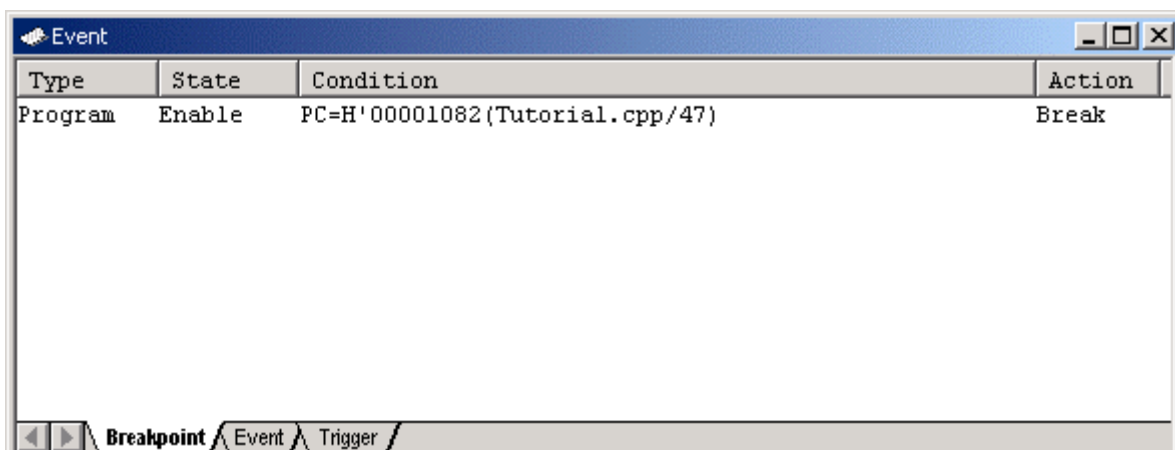 Event
Type State Condition Action
Program Enable PC=H'00001082(Tutorial.cpp/47) Break
Breakpoint Event Trigger